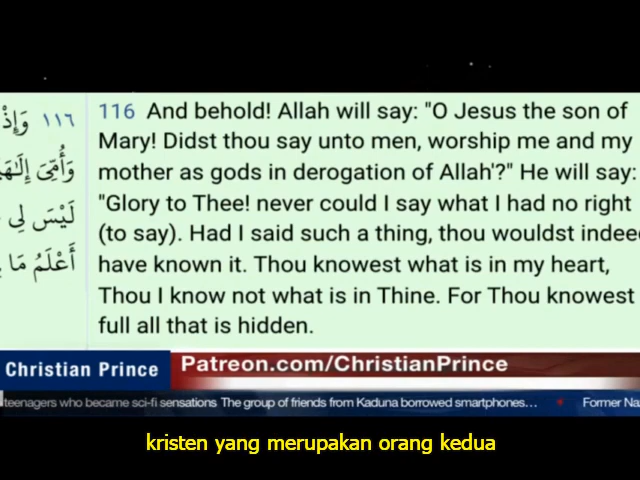 ١١٦ وَإِذْ
116 And behold! Allah will say: "O Jesus the son of
Mary! Didst thou say unto men, worship me and my
وَأُمِّىَ إِلَـٰهَ
mother as gods in derogation of Allah'?" He will say:
"Glory to Thee! never could I say what I had no right
لَيْسَ لِى
(to say). Had I said such a thing, thou wouldst indeed
أَعْلَمُ مَا
have known it. Thou knowest what is in my heart,
Thou I know not what is in Thine. For Thou knowest
full all that is hidden.
Christian Prince
Patreon.com/ChristianPrince
teenagers who became sci-fi sensations The group of friends from Kaduna borrowed smartphones... * Former Na
kristen yang merupakan orang kedua